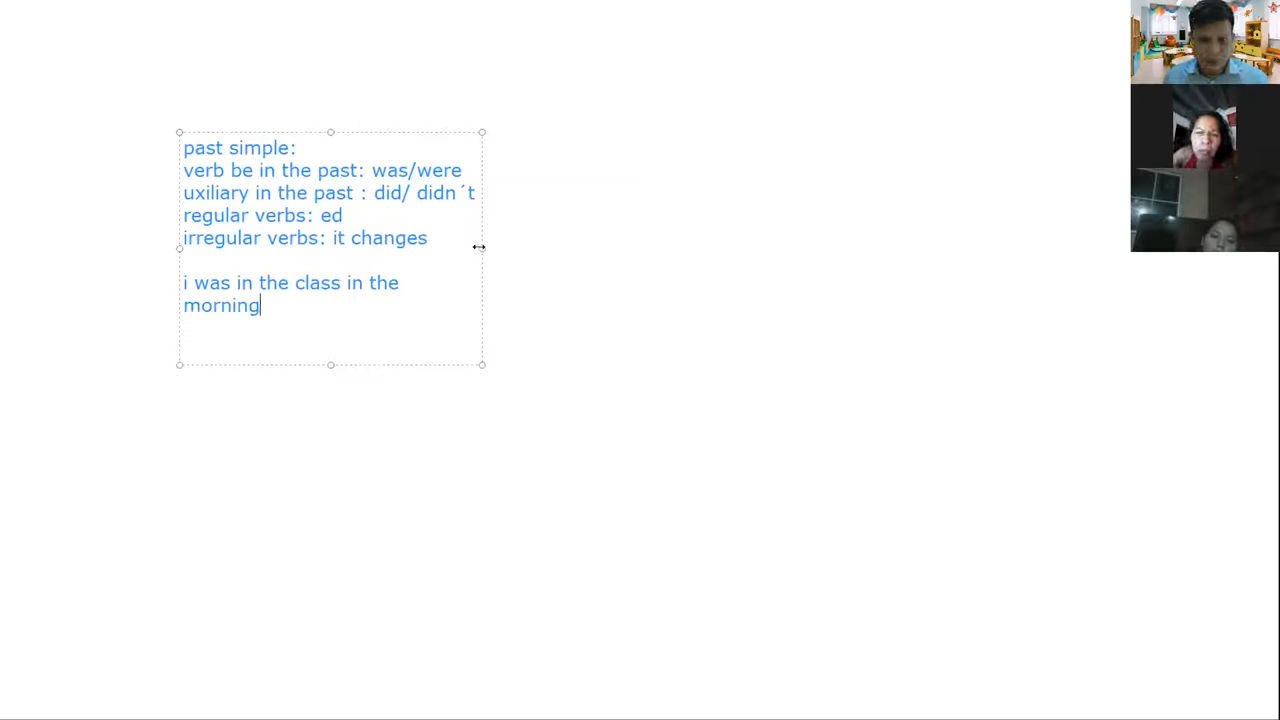 past simple:
verb be in the past: was/were
uxiliary in the past : did/ didn´t
regular verbs: ed
irregular verbs: it changes
i was in the class in the
morning